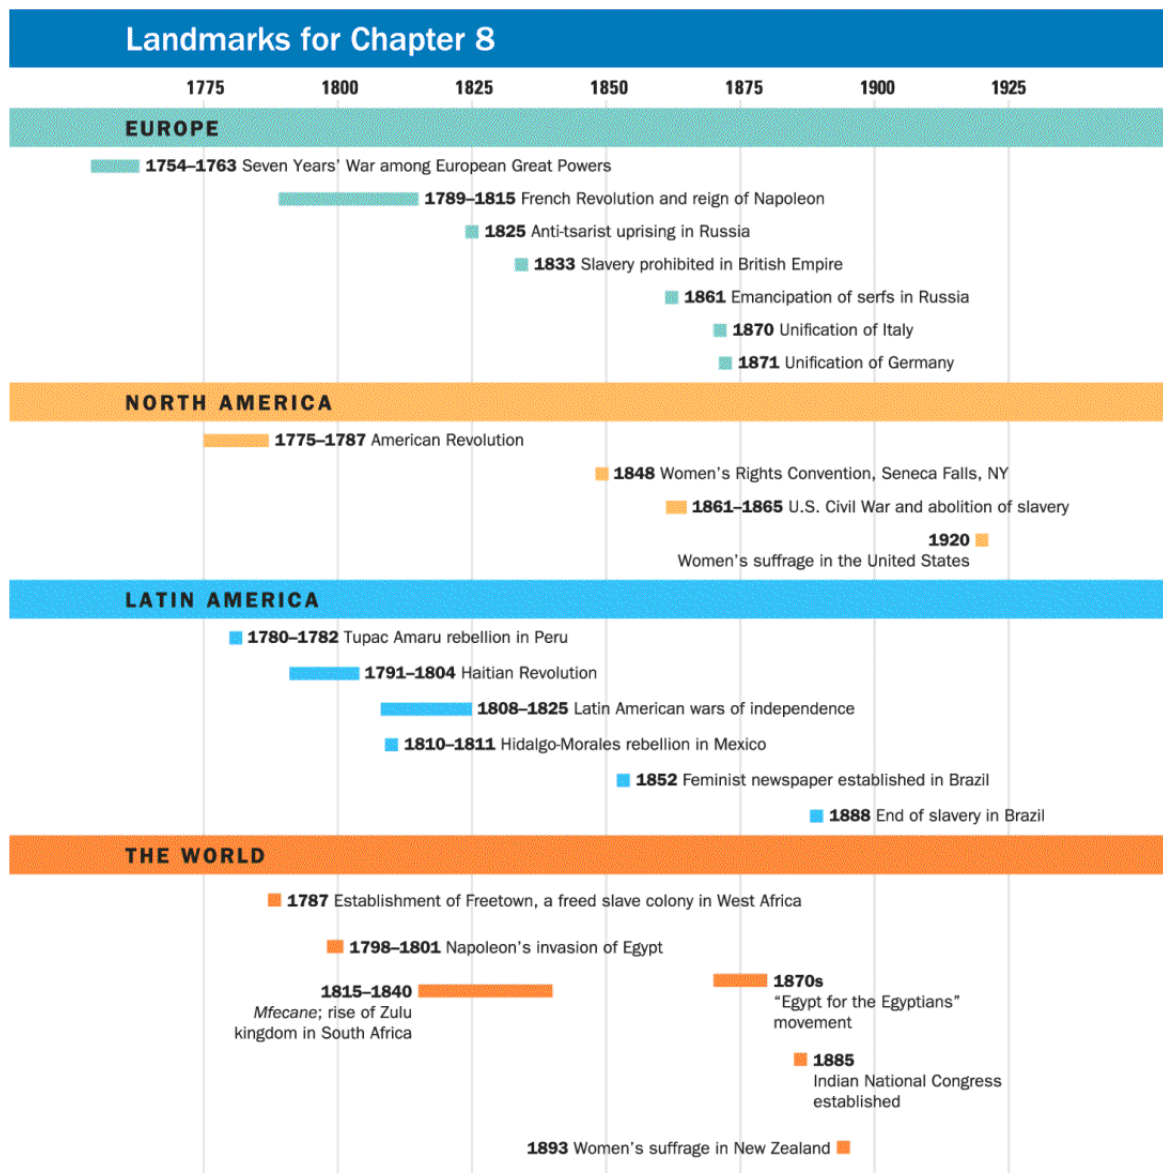 Landmarks for Chapter 8
1775 1800 1825 1850 1875 1900 1925
EUROPE
1754–1763 Seven Years’ War among European Great Powers
1789–1815 French Revolution and reign of Napoleon
1825 Anti-tsarist uprising in Russia
1833 Slavery prohibited in British Empire
1861 Emancipation of serfs in Russia
1870 Unification of Italy
1871 Unification of Germany
NORTH AMERICA
1775–1787 American Revolution
1848 Women’s Rights Convention, Seneca Falls, NY
1861–1865 U.S. Civil War and abolition of slavery
1920
Women’s suffrage in the United States
LATIN AMERICA
1780–1782 Tupac Amaru rebellion in Peru
1791–1804 Haitian Revolution
1808–1825 Latin American wars of independence
1810–1811 Hidalgo-Morales rebellion in Mexico
1852 Feminist newspaper established in Brazil
1888 End of slavery in Brazil
THE WORLD
1787 Establishment of Freetown, a freed slave colony in West Africa
1798–1801 Napoleon’s invasion of Egypt
1815–1840
Mfecane; rise of Zulu
kingdom in South Africa
1870s
“Egypt for the Egyptians”
movement
1885
Indian National Congress
established
1893 Women’s suffrage in New Zealand